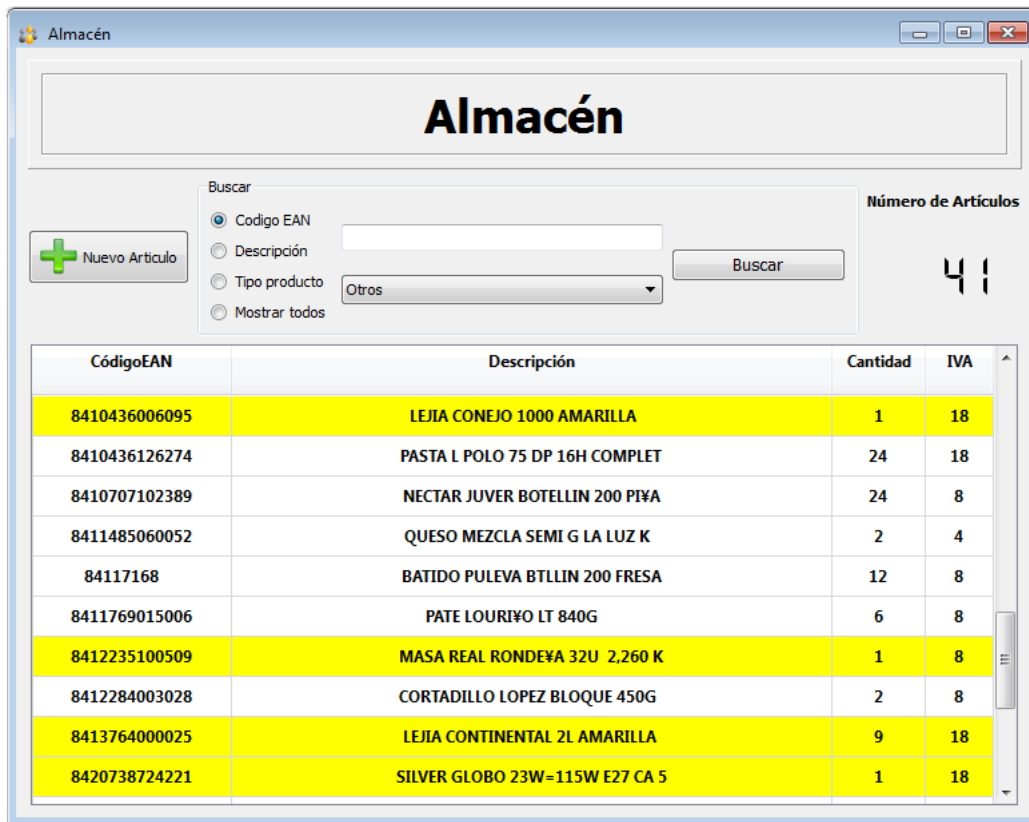 Almacén
Almacén
Buscar
Codigo EAN
Descripción
Tipo producto
Mostrar todos
Nuevo Articulo
Otros
Buscar
Número de Artículos
41
CódigoEAN Descripción Cantidad IVA
8410436006095 LEJIA CONEJO 1000 AMARILLA 1 18
8410436126274 PASTA L POLO 75 DP 16H COMPLET 24 18
8410707102389 NECTAR JUVER BOTELLIN 200 PI¥A 24 8
8411485060052 QUESO MEZCLA SEMI G LA LUZ K 2 4
84117168 BATIDO PULEVA BTLLIN 200 FRESA 12 8
8411769015006 PATE LOURI¥O LT 840G 6 8
8412235100509 MASA REAL RONDE¥A 32U 2,260 K 1 8
8412284003028 CORTADILLO LOPEZ BLOQUE 450G 2 8
8413764000025 LEJIA CONTINENTAL 2L AMARILLA 9 18
8420738724221 SILVER GLOBO 23W=115W E27 CA 5 1 18